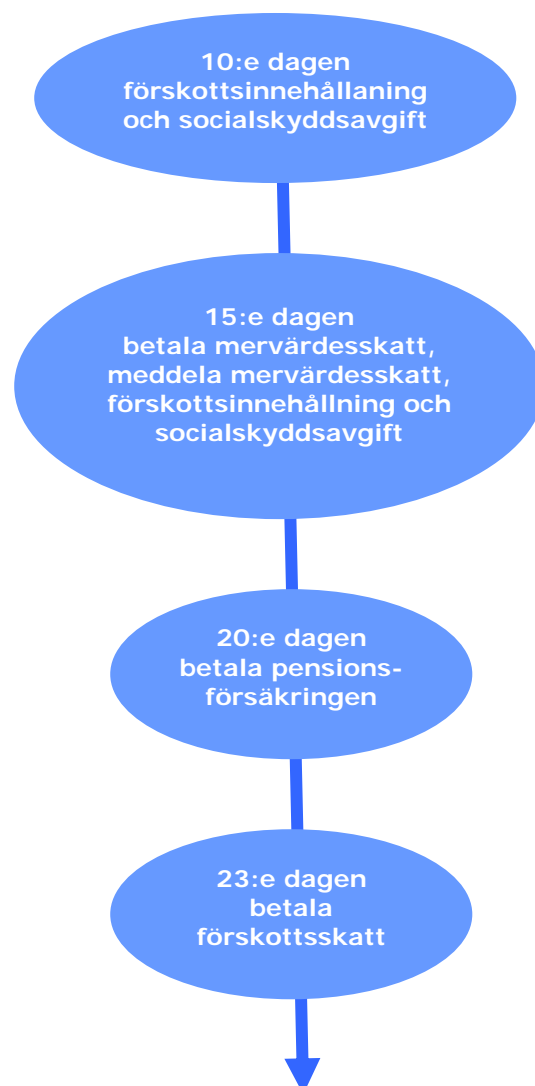 10:e dagen
förskottsinnehållaning
och socialskyddsavgift
15:e dagen
betala mervärdesskatt,
meddela mervärdesskatt,
förskottsinnehållning och
socialskyddsavgift
20:e dagen
betala pensions-
försäkringen
23:e dagen
betala
förskottsskatt